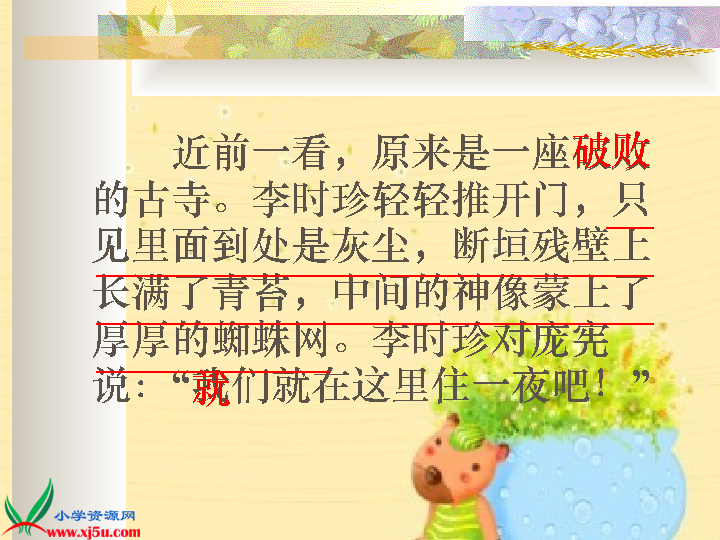 近前一看，原来是一座破败
的古寺。李时珍轻轻推开门，只
见里面到处是灰尘，断垣残壁上
长满了青苔，中间的神像蒙上了
厚厚的蜘蛛网。李时珍对庞宪
说：“我们就在这里住一夜吧！”
小学资源网
www.xj5u.com